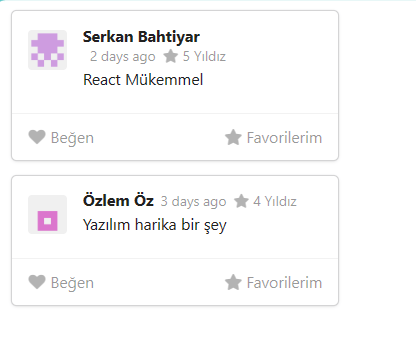 Serkan Bahtiyar
2 days ago 5 Yıldız
React Mükemmel
Beğen Favorilerim
Özlem Öz 3 days ago 4 Yıldız
Yazılım harika bir şey
Beğen Favorilerim